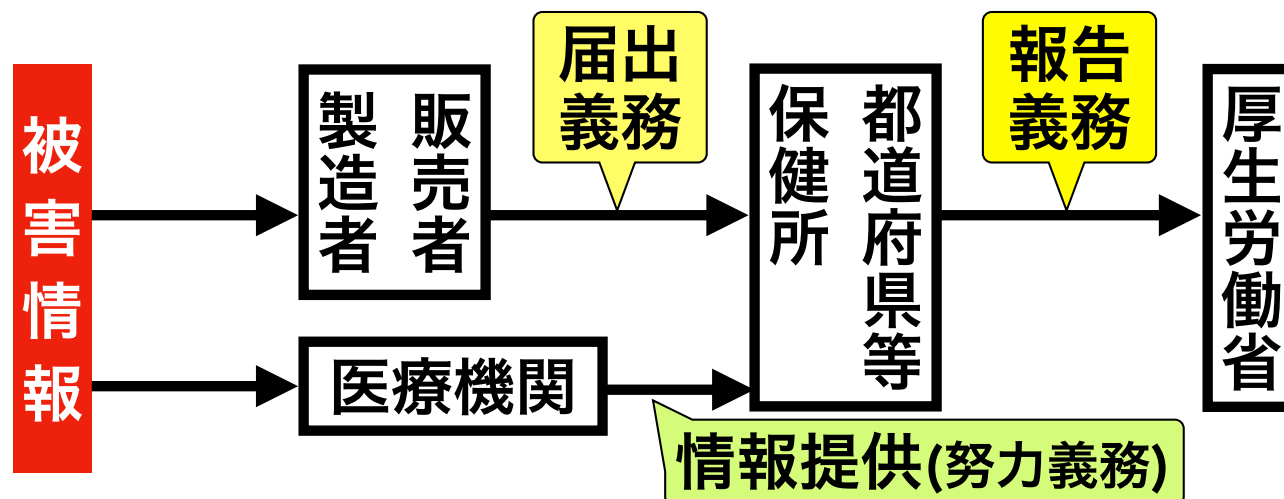 被害情報
販売者
製造者
届出
義務
都道府県等
保健所
報告
義務
厚生労働省
医療機関
情報提供(努力義務)